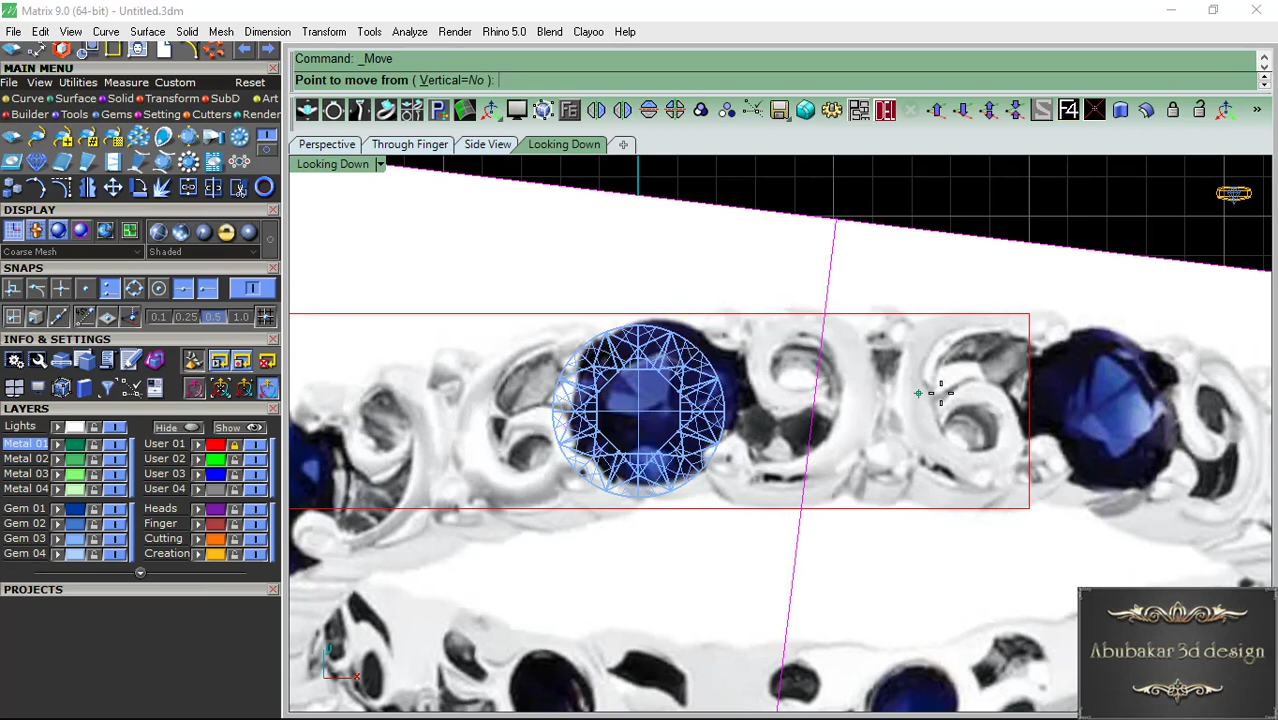 Matrix 9.0 (64-bit) - Untitled.3dm
File Edit View Curve Surface Solid Mesh Dimension Transform Tools Analyze Render Rhino 5.0 Blend Clayoo Help
Command: _Move
Point to move from ( Vertical=No ):
MAIN MENU
File View Utilities Measure Custom Reset
Curve Surface Solid Transform SubD Art
Builder Tools Gems Setting Cutters Render
Perspective Through Finger Side View Looking Down
Looking Down
DISPLAY
Coarse Mesh Shaded
SNAPS
0.1 0.25 0.5 1.0
INFO & SETTINGS
LAYERS
Lights Hide Show
Metal 01 User 01
Metal 02 User 02
Metal 03 User 03
Metal 04 User 04
Gem 01 Heads
Gem 02 Finger
Gem 03 Cutting
Gem 04 Creation
PROJECTS
F4
Abubakar 3d design